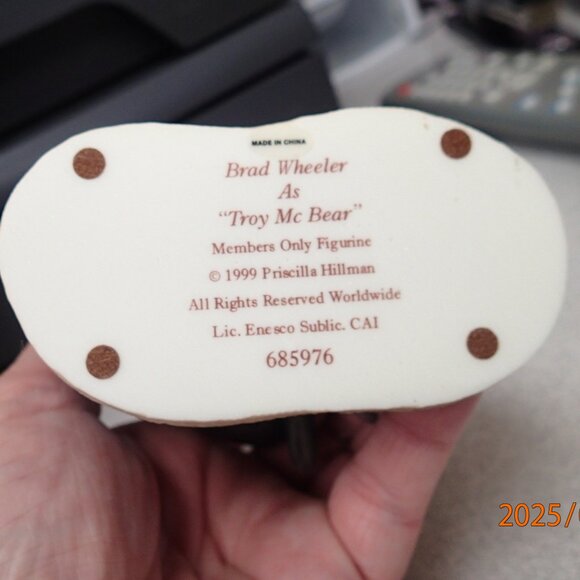 MADE IN CHINA
Brad Wheeler
As
“Troy Mc Bear”
Members Only Figurine
© 1999 Priscilla Hillman
All Rights Reserved Worldwide
Lic. Enesco Sublic. CAI
685976
2025/